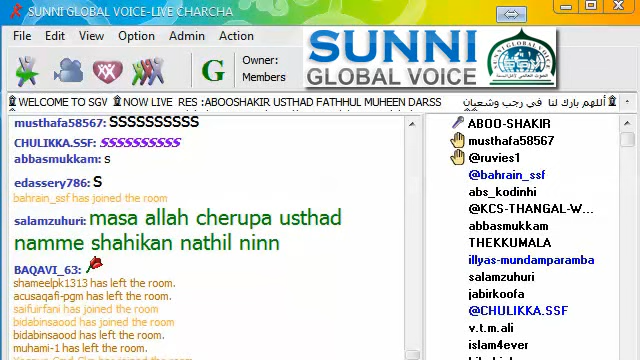 SUNNI GLOBAL VOICE-LIVE CHARCHA
File Edit View Option Admin Action
SUNNI
GLOBAL VOICE
G
Owner:
Members
WELCOME TO SGV NOW LIVE RES :ABOOSHAKIR USTHAD FATHHUL MUHEEN DARSS أللهم بارك لنا في رجب وشعبان
musthafa58567: SSSSSSSSSS
CHULIKKA.SSF: SSSSSSSSSS
abbasmukkam: s
edassery786: S
bahrain_ssf has joined the room
salamzuhuri: masa allah cherupa usthad
namme shahikan nathil ninn
BAQAVI_63:
shameelpk1313 has left the room.
acusaqafi-pgm has left the room.
saifuirfani has joined the room
bidabinsaood has joined the room
bidabinsaood has left the room.
muhami-1 has left the room.
ABOO-SHAKIR
musthafa58567
@ruvies1
@bahrain_ssf
abs_kodinhi
@KCS-THANGAL-W...
abbasmukkam
THEKKUMALA
illyas-mundamparamba
salamzuhuri
jabirkoofa
@CHULIKKA.SSF
v.t.m.ali
islam4ever